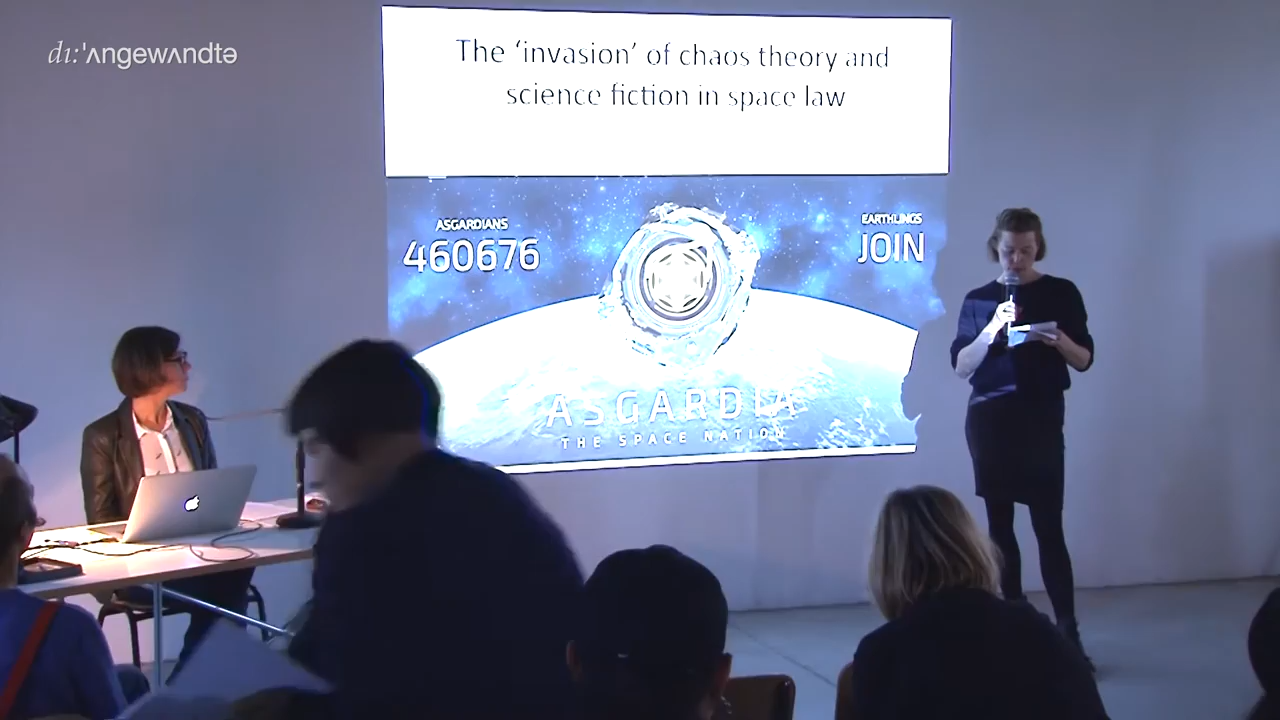 dı:'ʌngewʌndtə
The ‘invasion’ of chaos theory and
science fiction in space law
ASGARDIANS
460676
EARTHLINGS
JOIN
ASGARDIA
THE SPACE NATION